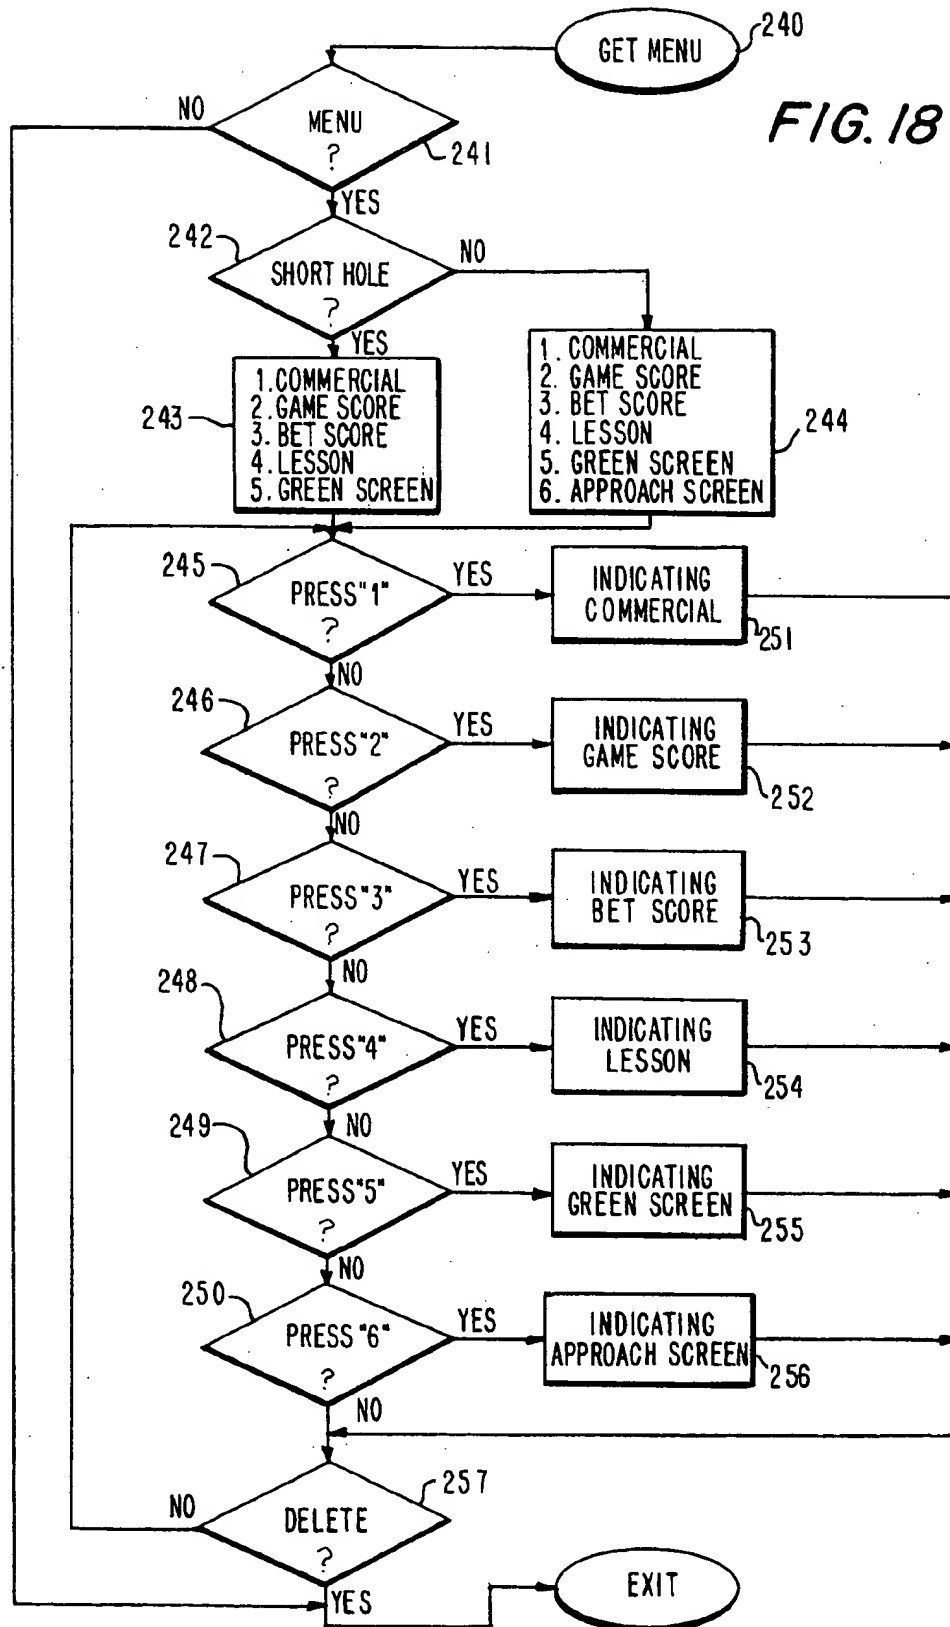 240
GET MENU
FIG. 18
NO
MENU
?
241
YES
242
SHORT HOLE
?
NO
YES
243
1. COMMERCIAL
2. GAME SCORE
3. BET SCORE
4. LESSON
5. GREEN SCREEN
1. COMMERCIAL
2. GAME SCORE
3. BET SCORE
4. LESSON
5. GREEN SCREEN
6. APPROACH SCREEN
244
245
PRESS "1"
?
YES
INDICATING
COMMERCIAL
251
NO
246
PRESS "2"
?
YES
INDICATING
GAME SCORE
252
NO
247
PRESS "3"
?
YES
INDICATING
BET SCORE
253
NO
248
PRESS "4"
?
YES
INDICATING
LESSON
254
NO
249
PRESS "5"
?
YES
INDICATING
GREEN SCREEN
255
NO
250
PRESS "6"
?
YES
INDICATING
APPROACH SCREEN
256
NO
257
NO
DELETE
?
YES
EXIT